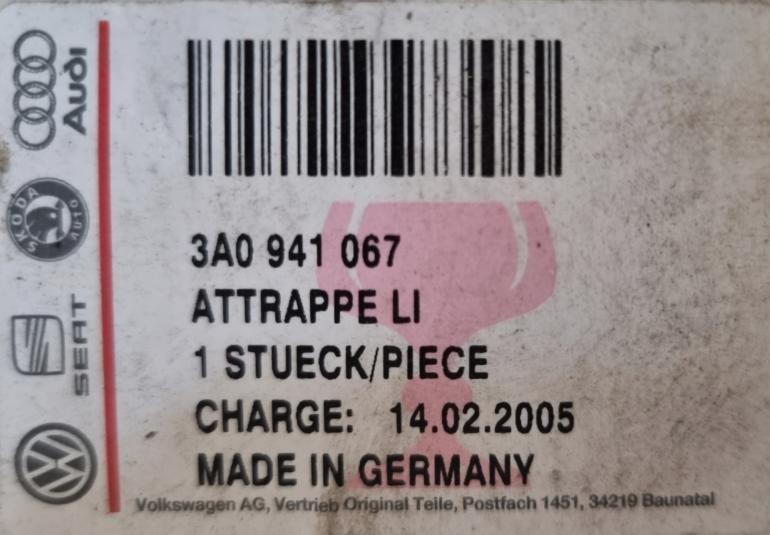 Audi
ŠKODA AUTO
SEAT
3A0 941 067
ATTRAPPE LI
1 STUECK/PIECE
CHARGE: 14.02.2005
MADE IN GERMANY
Volkswagen AG, Vertrieb Original Teile, Postfach 1451, 34219 Baunatal